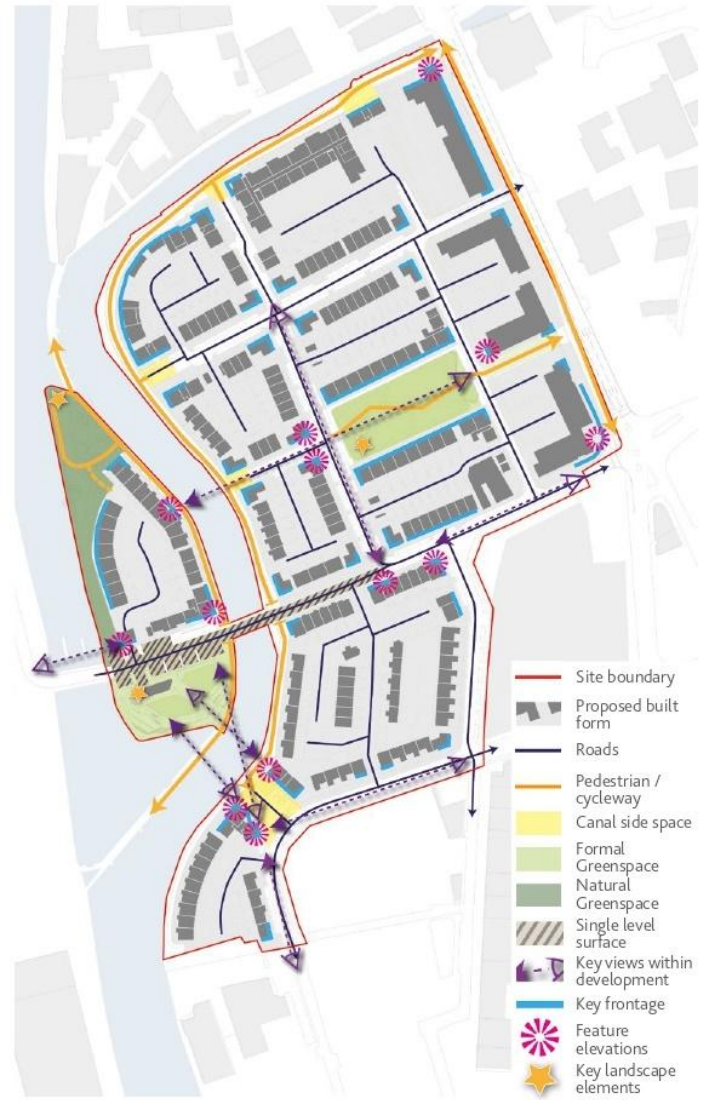 Site boundary
Proposed built
form
Roads
Pedestrian /
cycleway
Canal side space
Formal
Greenspace
Natural
Greenspace
Single level
surface
Key views within
development
Key frontage
Feature
elevations
Key landscape
elements